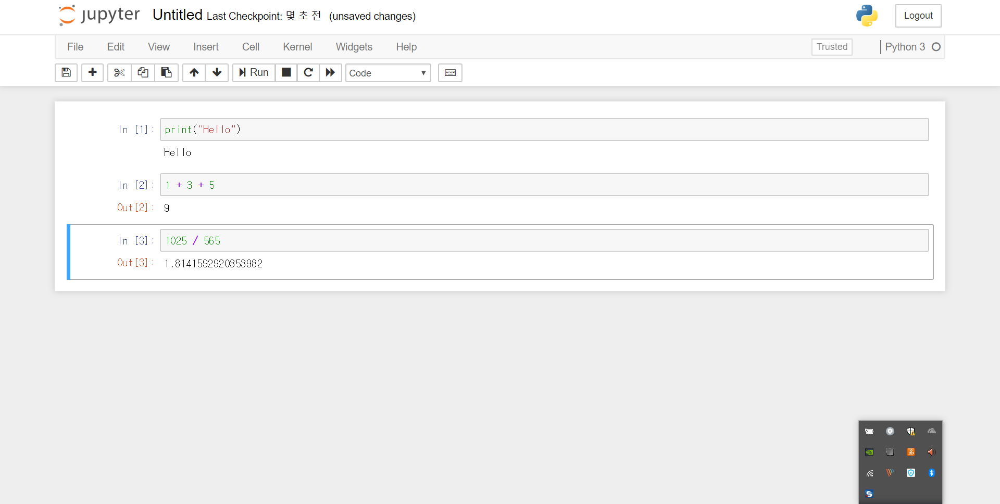 jupyter Untitled Last Checkpoint: 몇 초 전 (unsaved changes) Logout
File Edit View Insert Cell Kernel Widgets Help Trusted Python 3
Run Code
In [1]: print("Hello")
Hello
In [2]: 1 + 3 + 5
Out[2]: 9
In [3]: 1025 / 565
Out[3]: 1.8141592920353982